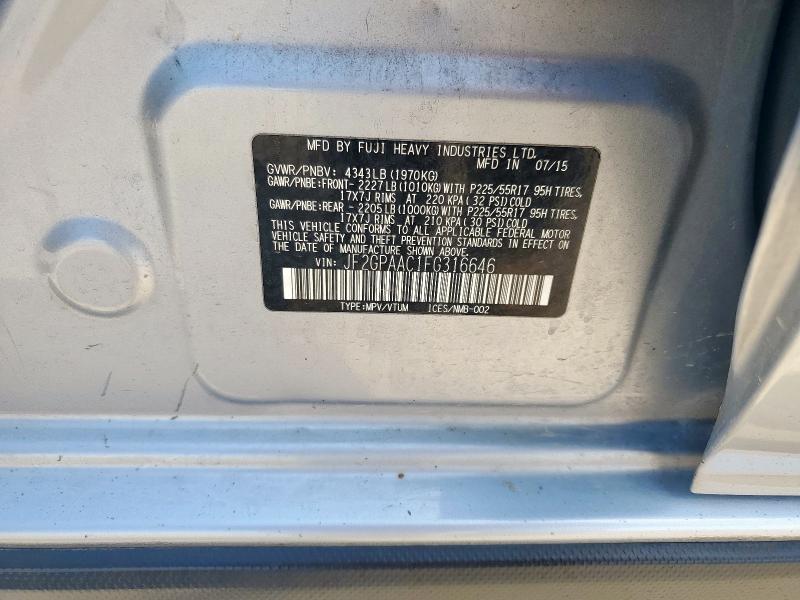 MFD BY FUJI HEAVY INDUSTRIES LTD.
MFD IN 07/15
GVWR/PNBV: 4343LB (1970KG)
GAWR/PNBE:FRONT- 2227LB (1010KG) WITH P225/55R17 95H TIRES,
17X7J RIMS AT 220 KPA ( 32 PSI) COLD
GAWR/PNBE:REAR - 2205LB (1000KG) WITH P225/55R17 95H TIRES,
17X7J RIMS AT 210 KPA ( 30 PSI) COLD
THIS VEHICLE CONFORMS TO ALL APPLICABLE FEDERAL MOTOR
VEHICLE SAFETY AND THEFT PREVENTION STANDARDS IN EFFECT ON
THE DATE OF MANUFACTURE SHOWN ABOVE.
VIN: JF2GPAAC1FG316646
TYPE:MPV/VTUM ICES/NMB-002